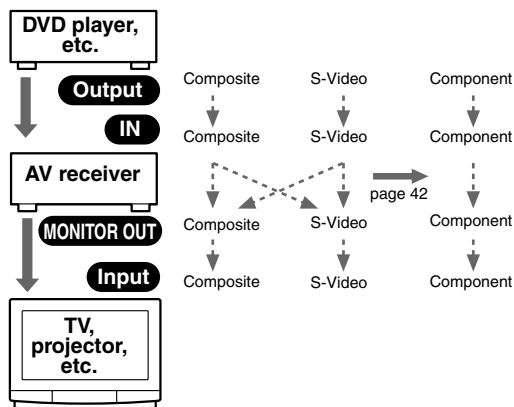 DVD player,
etc.
Output
Composite S-Video Component
IN
Composite S-Video Component
AV receiver
page 42
MONITOR OUT
Composite S-Video Component
Input
Composite S-Video Component
TV,
projector,
etc.